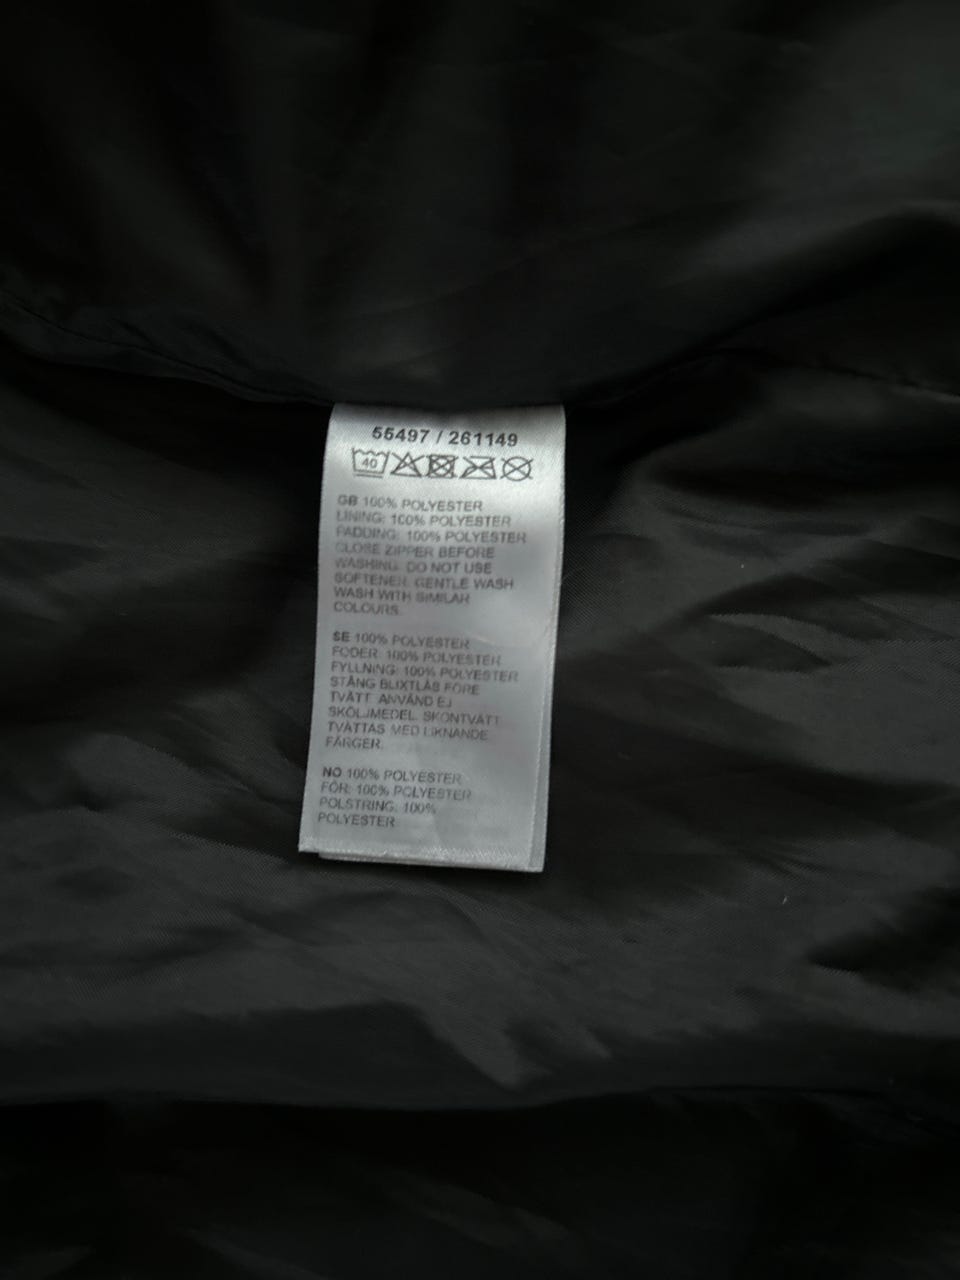 55497 / 261149
40
GB 100% POLYESTER
LINING: 100% POLYESTER
PADDING: 100% POLYESTER
CLOSE ZIPPER BEFORE
WASHING. DO NOT USE
SOFTENER. GENTLE WASH
WASH WITH SIMILAR
COLOURS.
SE 100% POLYESTER
FODER: 100% POLYESTER
FYLLNING: 100% POLYESTER
STÄNG BLIXTLÅS FÖRE
TVÄTT. ANVÄND EJ
SKÖLJMEDEL. SKONTVÄTT
TVÄTTAS MED LIKNANDE
FÄRGER.
NO 100% POLYESTER
FÔR: 100% POLYESTER
POLSTRING: 100%
POLYESTER